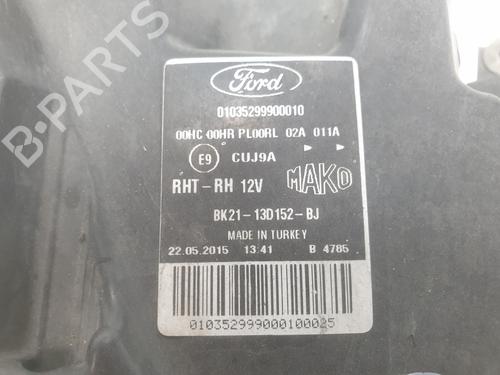 B-PARTS
Ford
01035299900010
00HC 00HR PL00RL 02A 011A
E9 CUJ9A
RHT-RH 12V MAKO
BK21-13D152-BJ
MADE IN TURKEY
22.05.2015 13:41 B 4785
010352999000100025